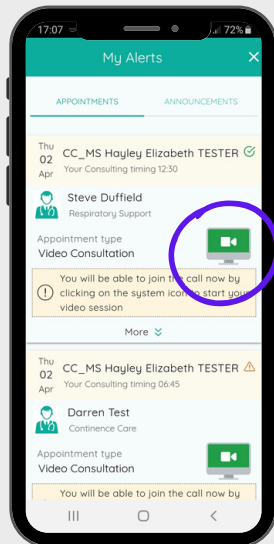 17:07 72%
My Alerts
APPOINTMENTS ANNOUNCEMENTS
Thu
02
Apr
CC_MS Hayley Elizabeth TESTER
Your Consulting timing 12:30
Steve Duffield
Respiratory Support
Appointment type
Video Consultation
You will be able to join the call now by
clicking on the system icon to start your
video session
More
Thu
02
Apr
CC_MS Hayley Elizabeth TESTER
Your Consulting timing 06:45
Darren Test
Continence Care
Appointment type
Video Consultation
You will be able to join the call now by